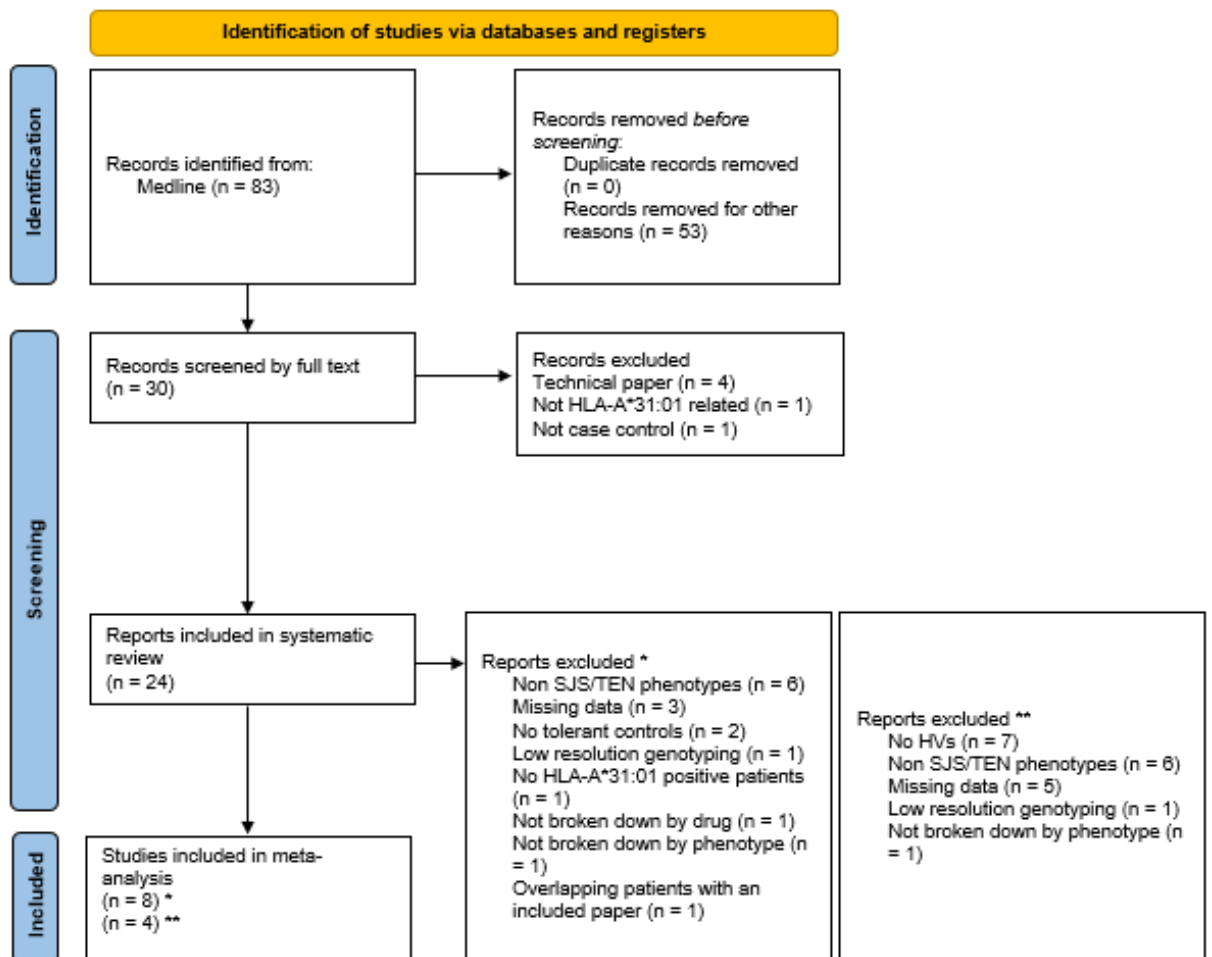 Identification of studies via databases and registers
Identification
Records identified from:
Medline (n = 83)
Records removed before
screening:
Duplicate records removed
(n = 0)
Records removed for other
reasons (n = 53)
Screening
Records screened by full text
(n = 30)
Records excluded
Technical paper (n = 4)
Not HLA-A*31:01 related (n = 1)
Not case control (n = 1)
Reports included in systematic
review
(n = 24)
Reports excluded *
Non SJS/TEN phenotypes (n = 6)
Missing data (n = 3)
No tolerant controls (n = 2)
Low resolution genotyping (n = 1)
No HLA-A*31:01 positive patients
(n = 1)
Not broken down by drug (n = 1)
Not broken down by phenotype (n
= 1)
Overlapping patients with an
included paper (n = 1)
Reports excluded **
No HVs (n = 7)
Non SJS/TEN phenotypes (n = 6)
Missing data (n = 5)
Low resolution genotyping (n = 1)
Not broken down by phenotype (n
= 1)
Included
Studies included in meta-
analysis
(n = 8) *
(n = 4) **